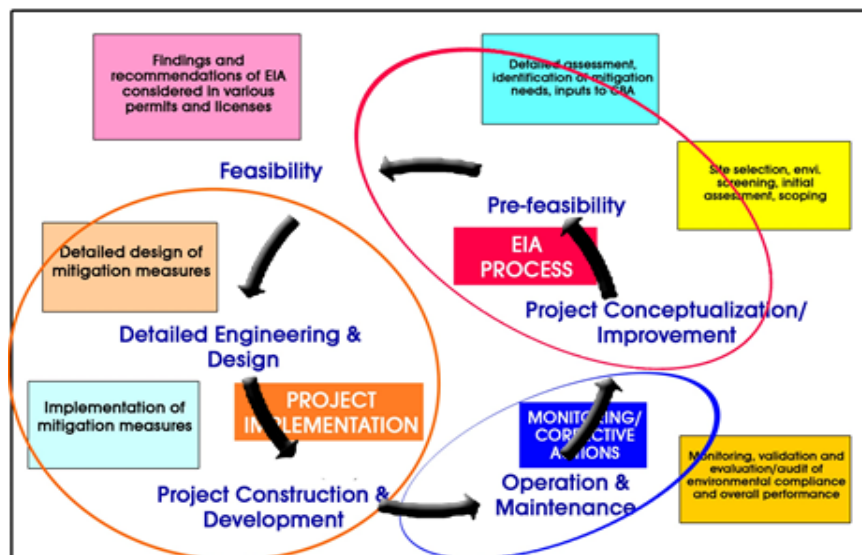 Findings and
recommendations of EIA
considered in various
permits and licenses
Detailed assessment,
identification of mitigation
needs, inputs to CBA
Site selection, envi.
screening, initial
assessment, scoping
Feasibility
Pre-feasibility
EIA
PROCESS
Project Conceptualization/
Improvement
Detailed design of
mitigation measures
Detailed Engineering &
Design
Implementation of
mitigation measures
PROJECT
IMPLEMENTATION
Project Construction &
Development
MONITORING/
CORRECTIVE
ACTIONS
Operation &
Maintenance
Monitoring, validation and
evaluation/audit of
environmental compliance
and overall performance